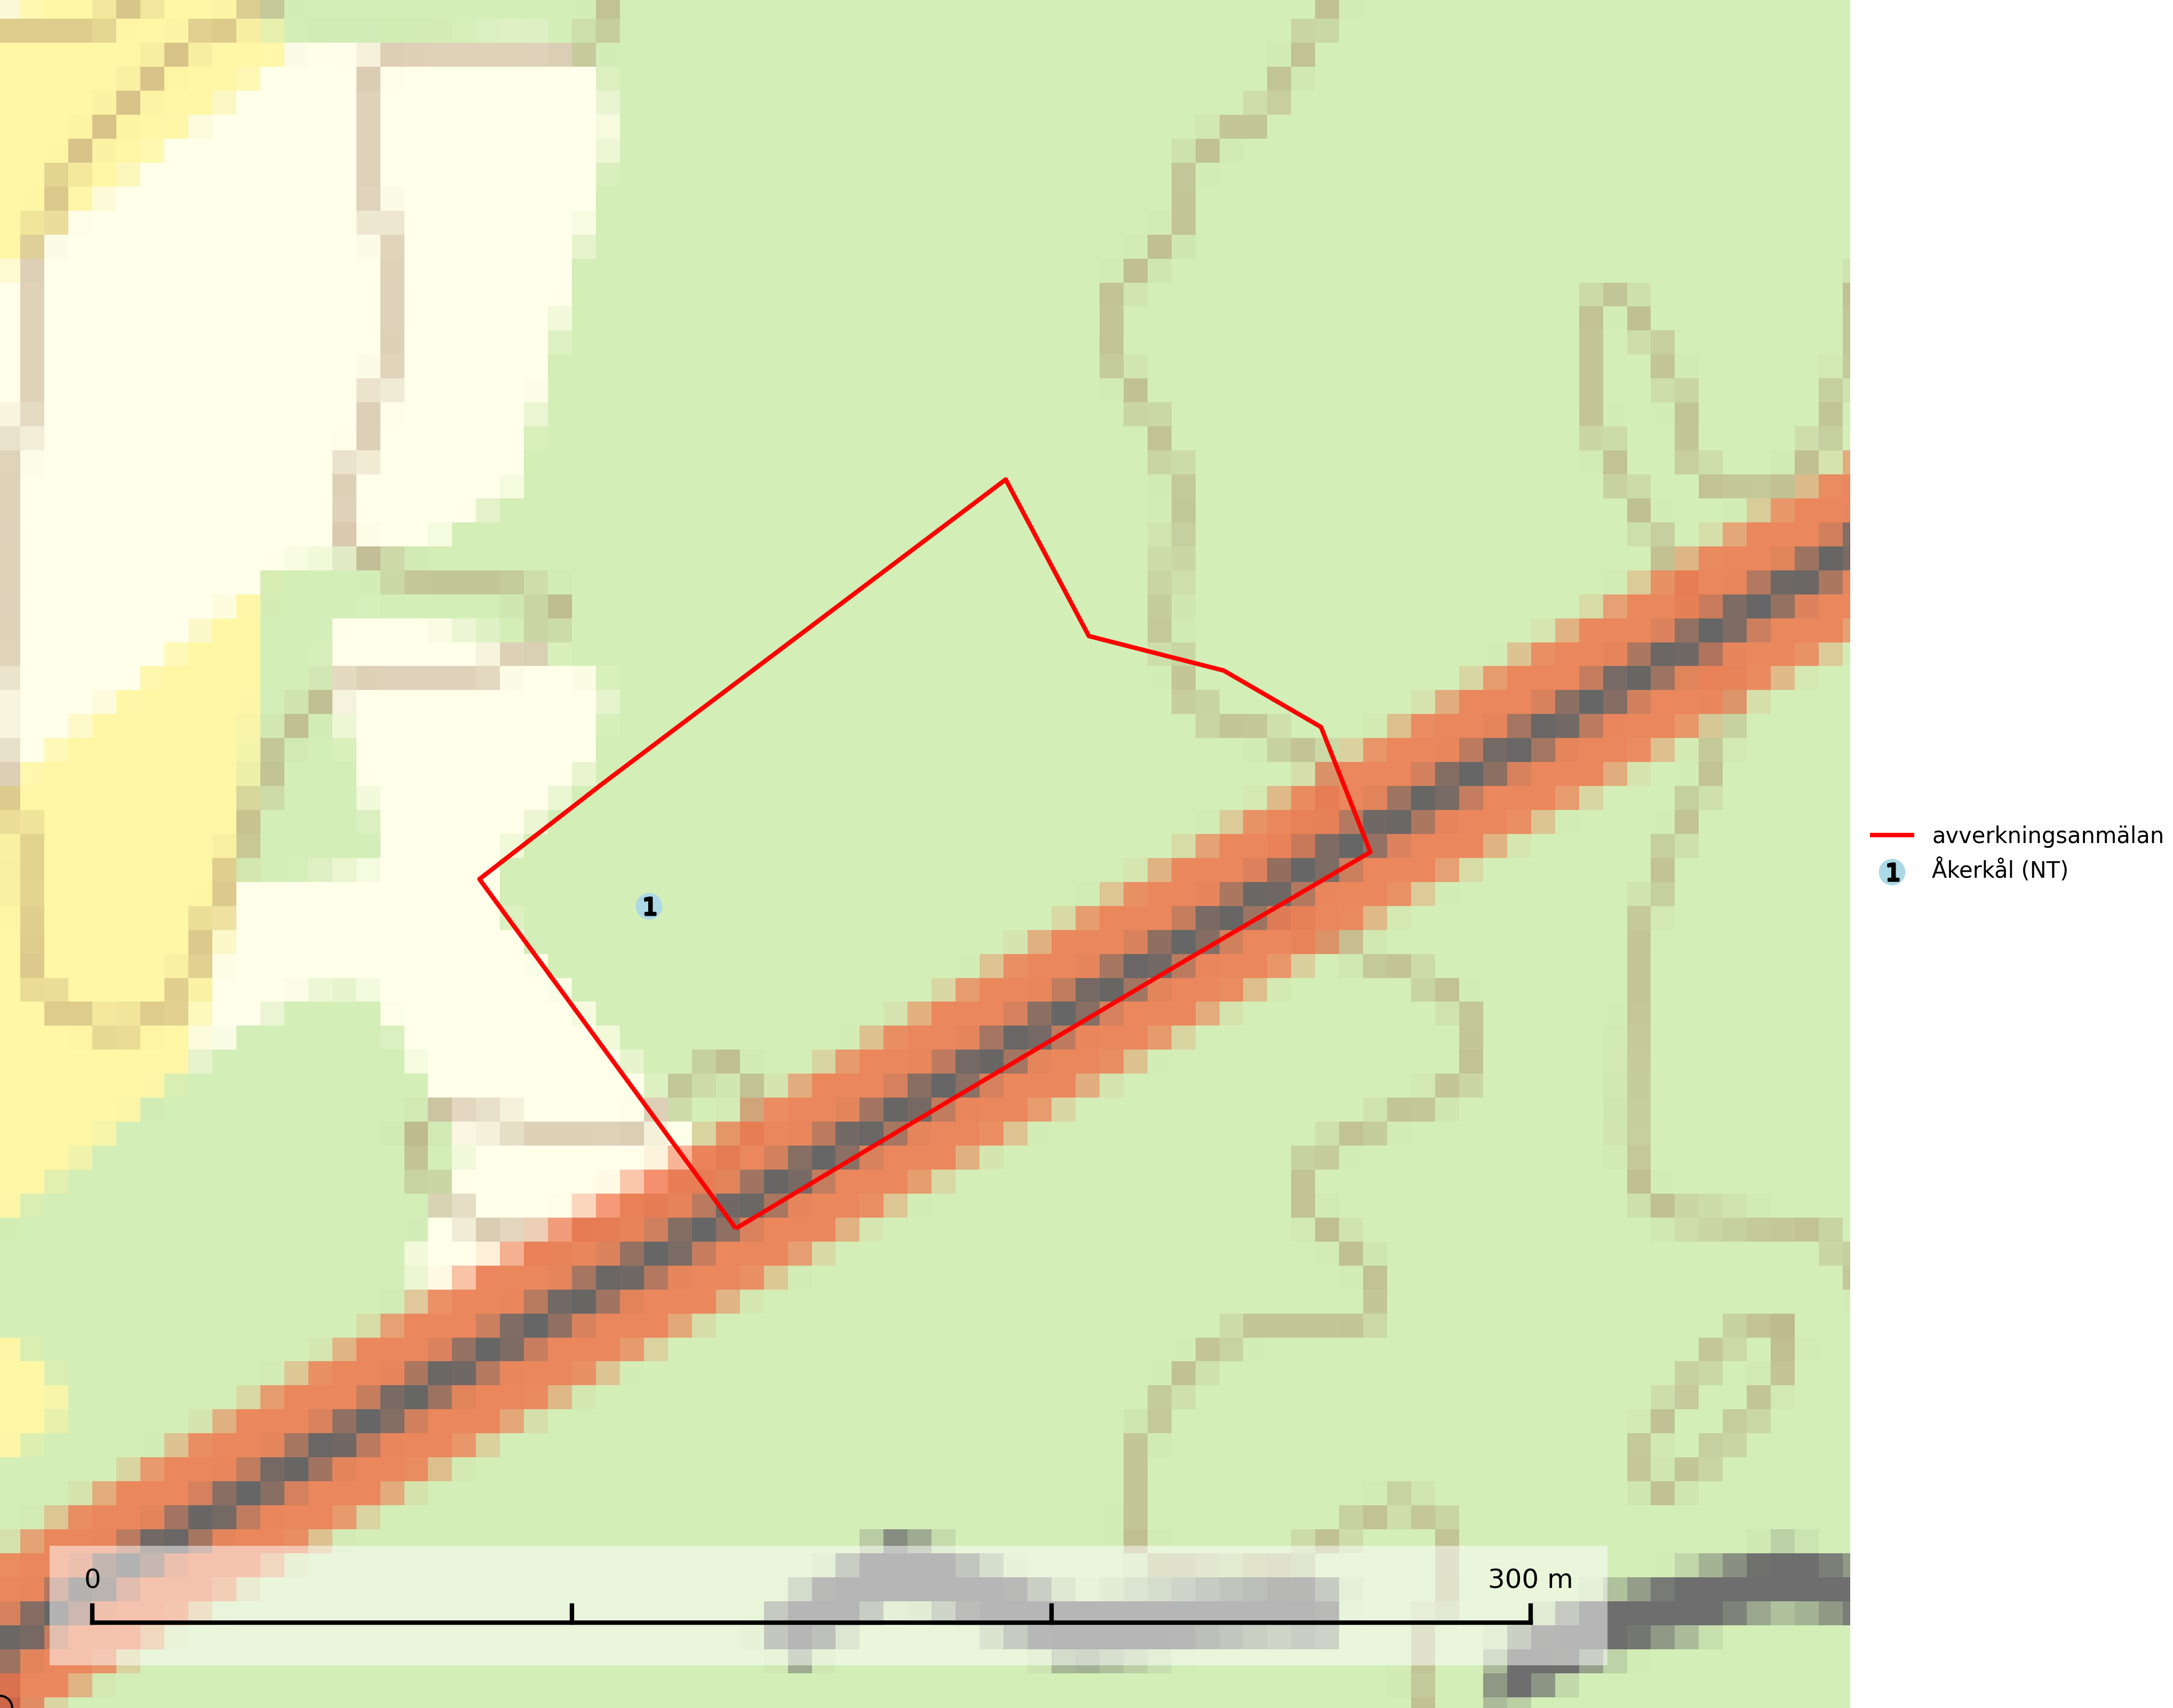 1
avverkningsanmälan
1 Åkerkål (NT)
0 300 m